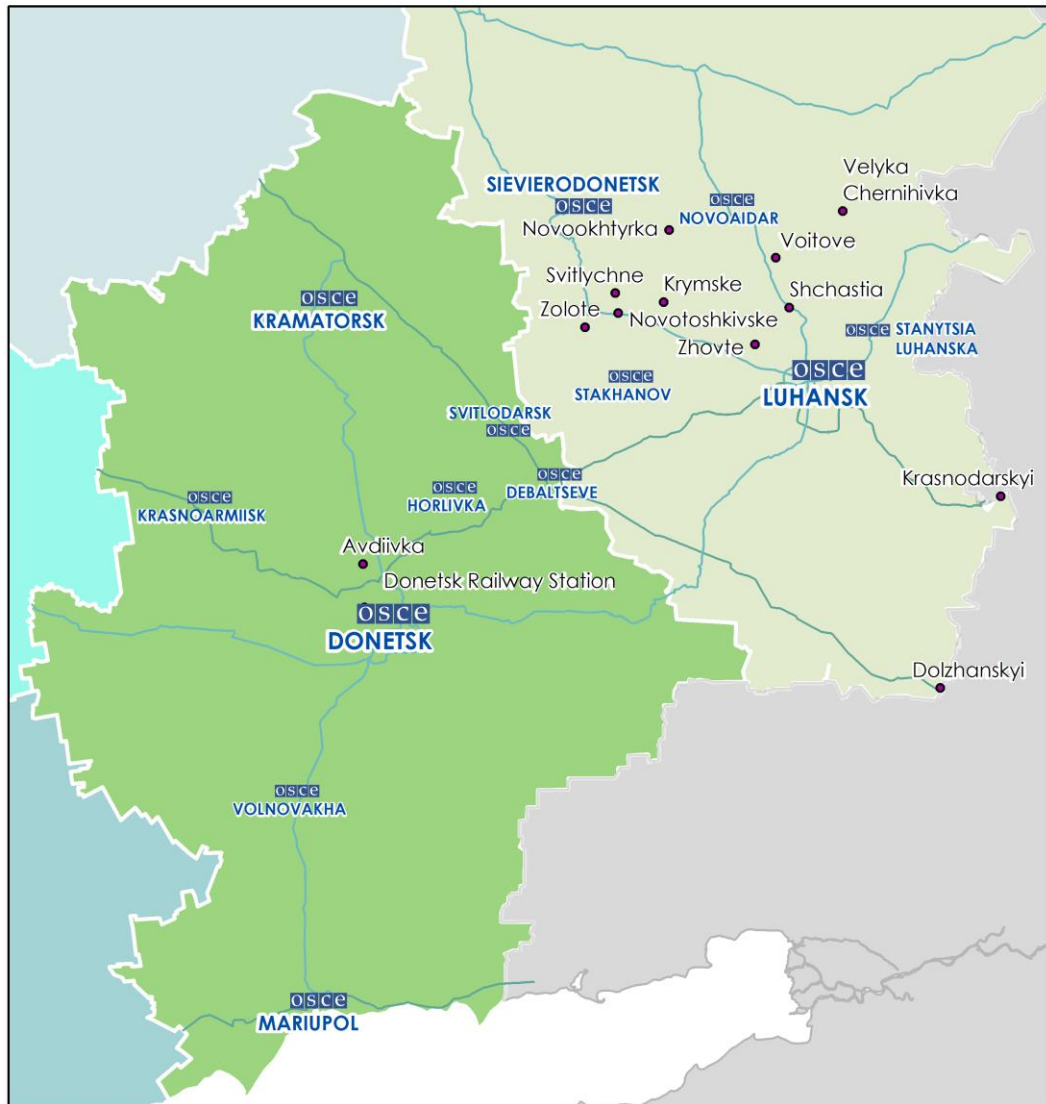 Velyka
Chernihivka
SIEVIERODONETSK
osce
osce
NOVOAIDAR
Novookhtyrka
Voitove
Svitlychne
Krymske
Shchastia
osce
KRAMATORSK
Zolote
Novotoshkivske
osce
STANYTSIA
LUHANSKA
Zhovte
osce
LUHANSK
osce
STAKHANOV
SVITLODARSK
osce
osce
DEBALTSEVE
Krasnodarskyi
osce
HORLIVKA
osce
KRASNOARMIISK
Avdiivka
Donetsk Railway Station
osce
DONETSK
Dolzhanskyi
osce
VOLNOVAKHA
osce
MARIUPOL